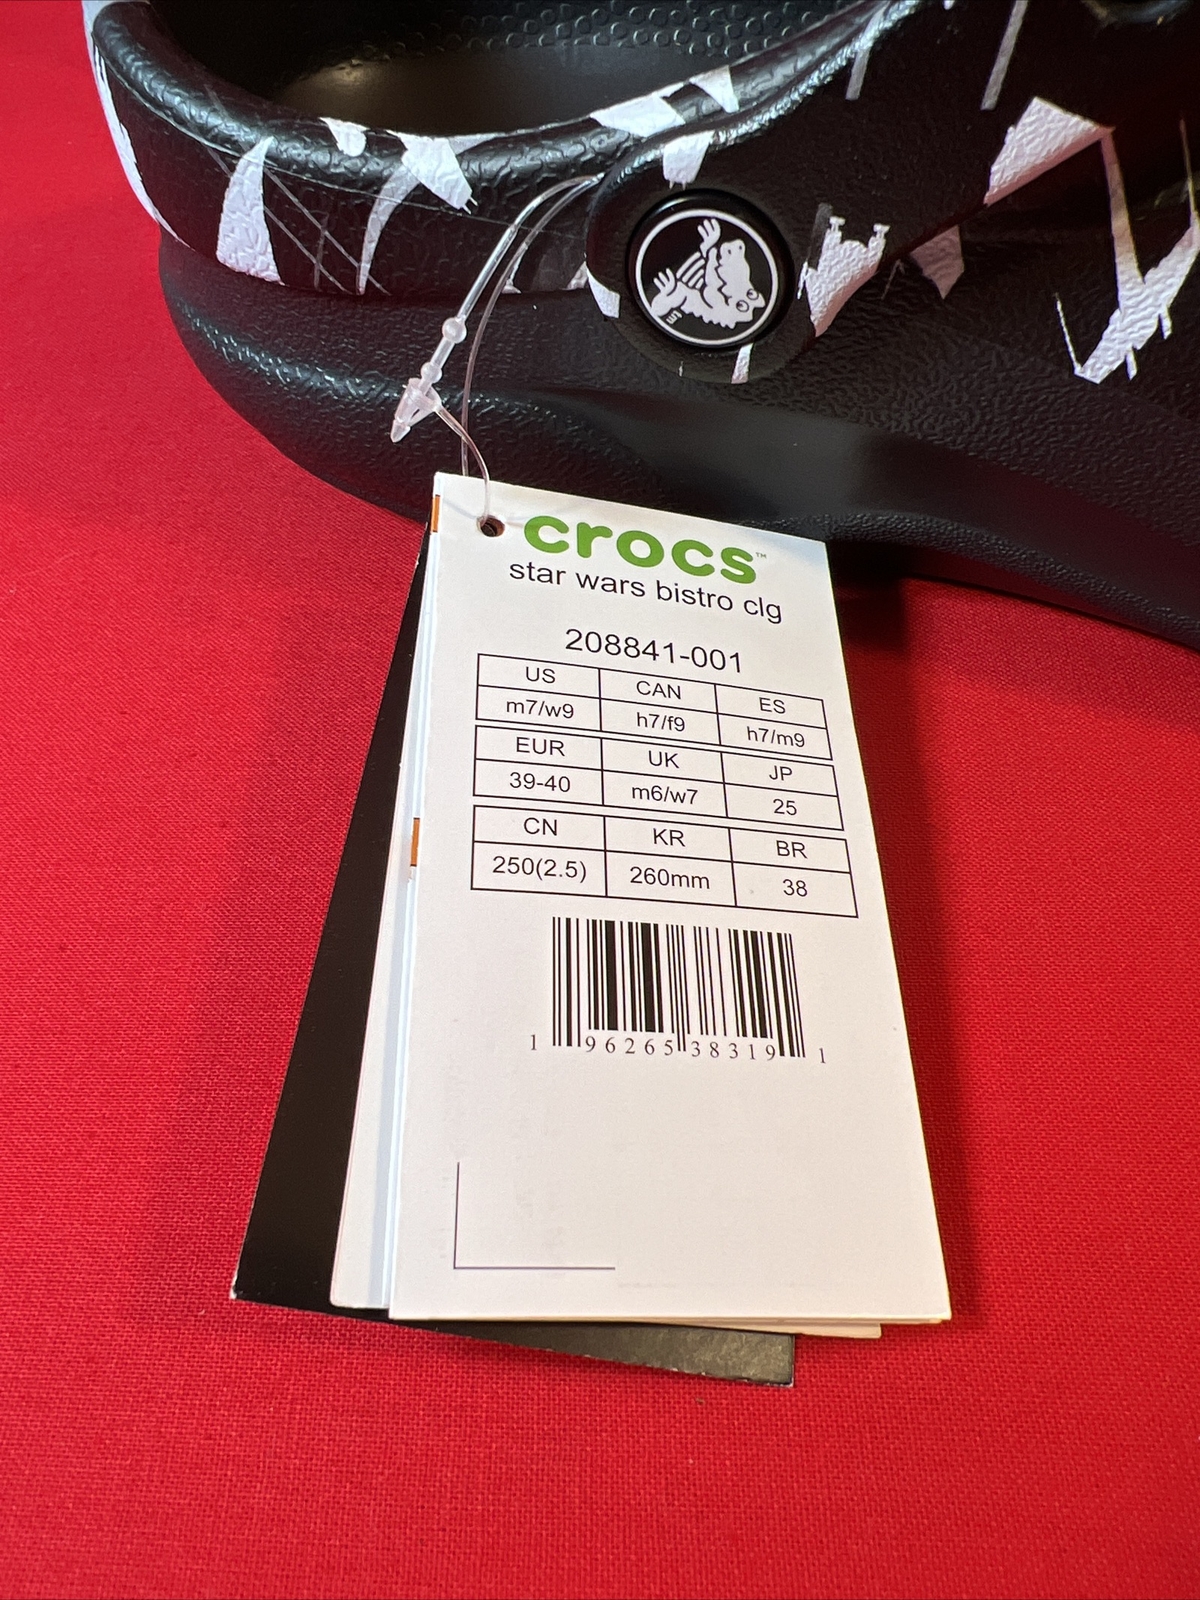 crocs™
star wars bistro clg
208841-001
US CAN ES
m7/w9 h7/f9 h7/m9
EUR UK JP
39-40 m6/w7 25
CN KR BR
250(2.5) 260mm 38
1 96265 38319 1